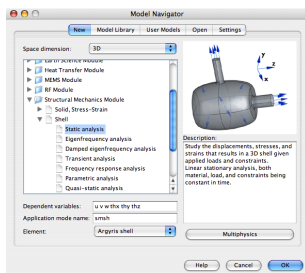 Model Navigator
New
Model Library
User Models
Open
Settings
Space dimension: 3D
Earth Science Module
Heat Transfer Module
MEMS Module
RF Module
Structural Mechanics Module
Solid, Stress-Strain
Shell
Static analysis
Eigenfrequency analysis
Damped eigenfrequency analysis
Transient analysis
Frequency response analysis
Parametric analysis
Quasi-static analysis
Dependent variables: u v w thx thy thz
Application mode name: smsh
Element: Argyris shell
y
z
x
Description:
Study the displacements, stresses, and
strains that results in a 3D shell given
applied loads and constraints.
Linear stationary analysis, both
material, load, and constraints being
constant in time.
Multiphysics
Help
Cancel
OK